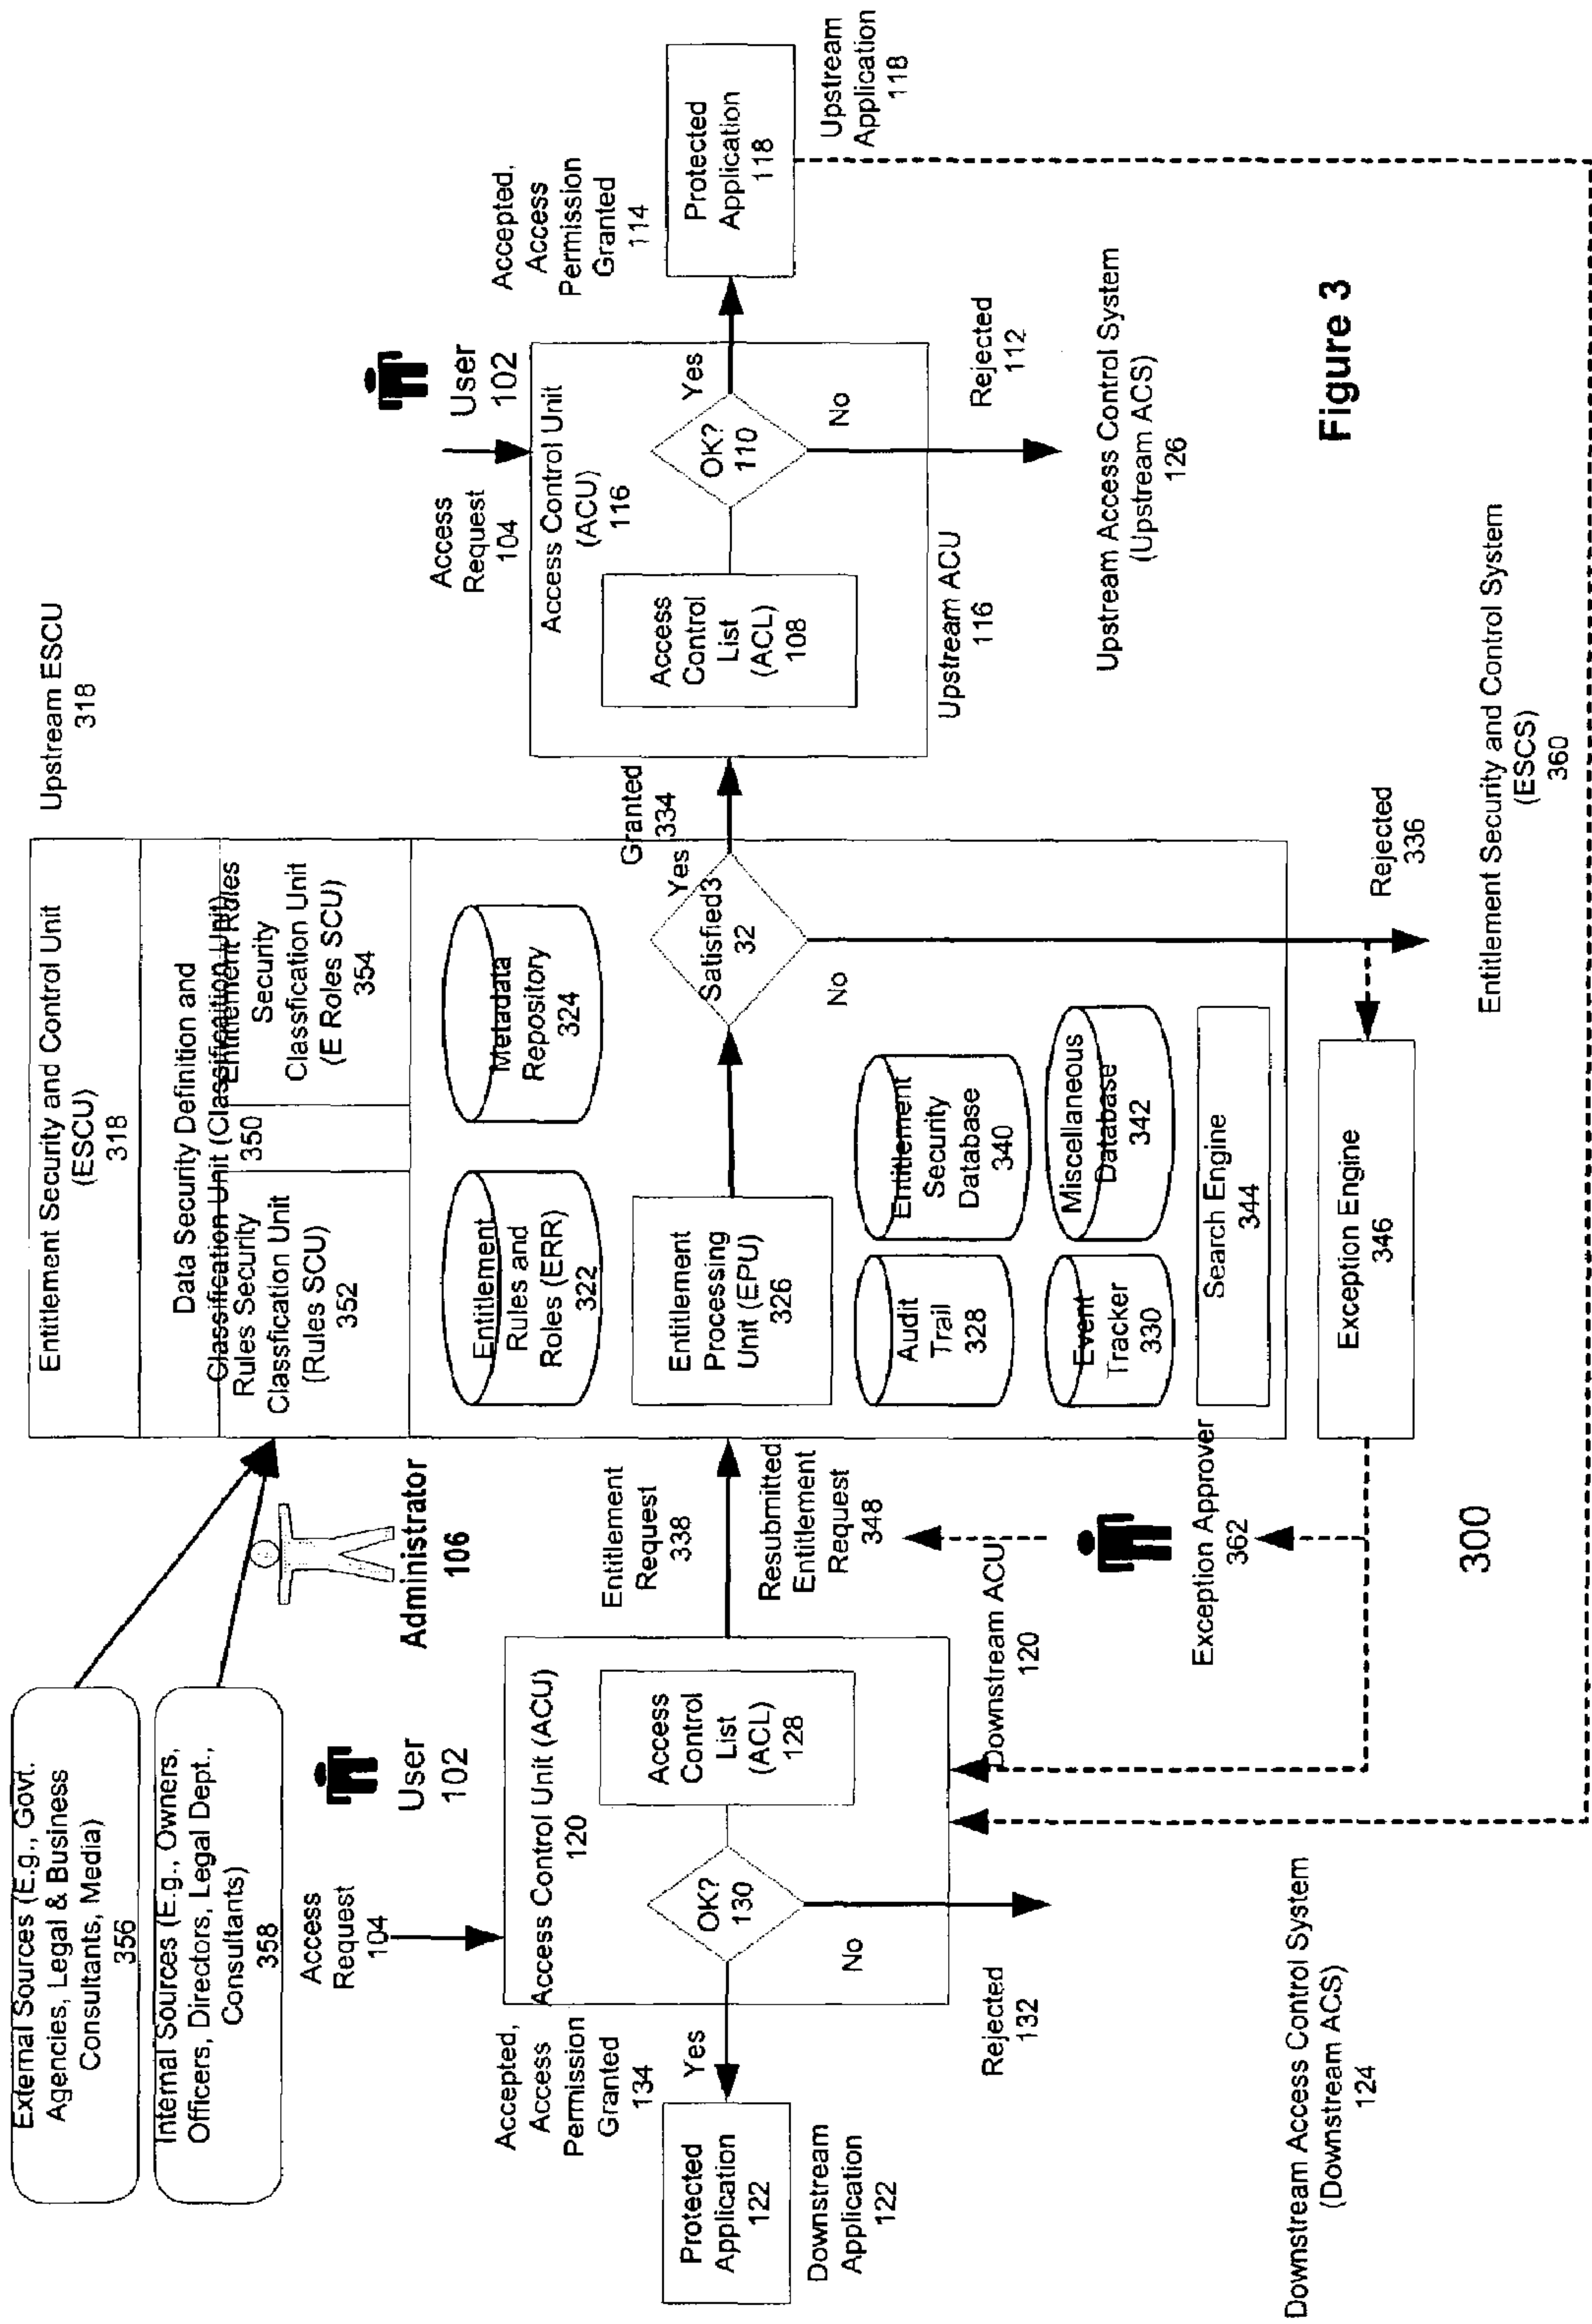 External Sources (E.g., Govt.
Agencies, Legal & Business
Consultants, Media)
356
Internal Sources (E.g., Owners,
Officers, Directors, Legal Dept.,
Consultants)
358
Administrator
106
Entitlement Security and Control Unit
(ESCU)
318
Upstream ESCU
318
Data Security Definition and
Classification Unit (Classification Unit)
350
Rules Security
Classfication Unit
(Rules SCU)
352
Entitlement Rules
Security
Classfication Unit
(E Roles SCU)
354
Access
Request
104
User
102
Access Control Unit (ACU)
120
Accepted,
Access
Permission
Granted
134
Protected
Application
122
Downstream
Application
122
Yes
OK?
130
No
Rejected
132
Access
Control
List
(ACL)
128
Downstream ACU
120
Downstream Access Control System
(Downstream ACS)
124
Entitlement
Request
338
Resubmitted
Entitlement
Request
348
Exception Approver
362
Entitlement
Rules and
Roles (ERR)
322
Metadata
Repository
324
Entitlement
Processing
Unit (EPU)
326
Satisfied3
32
Yes
No
Granted
334
Audit
Trail
328
Entitlement
Security
Database
340
Event
Tracker
330
Miscellaneous
Database
342
Search Engine
344
Exception Engine
346
Rejected
336
Entitlement Security and Control System
(ESCS)
360
Access
Request
104
User
102
Access Control Unit
(ACU)
116
Access
Control
List
(ACL)
108
OK?
110
Yes
No
Upstream ACU
116
Rejected
112
Upstream Access Control System
(Upstream ACS)
126
Accepted,
Access
Permission
Granted
114
Protected
Application
118
Upstream
Application
118
300
Figure 3